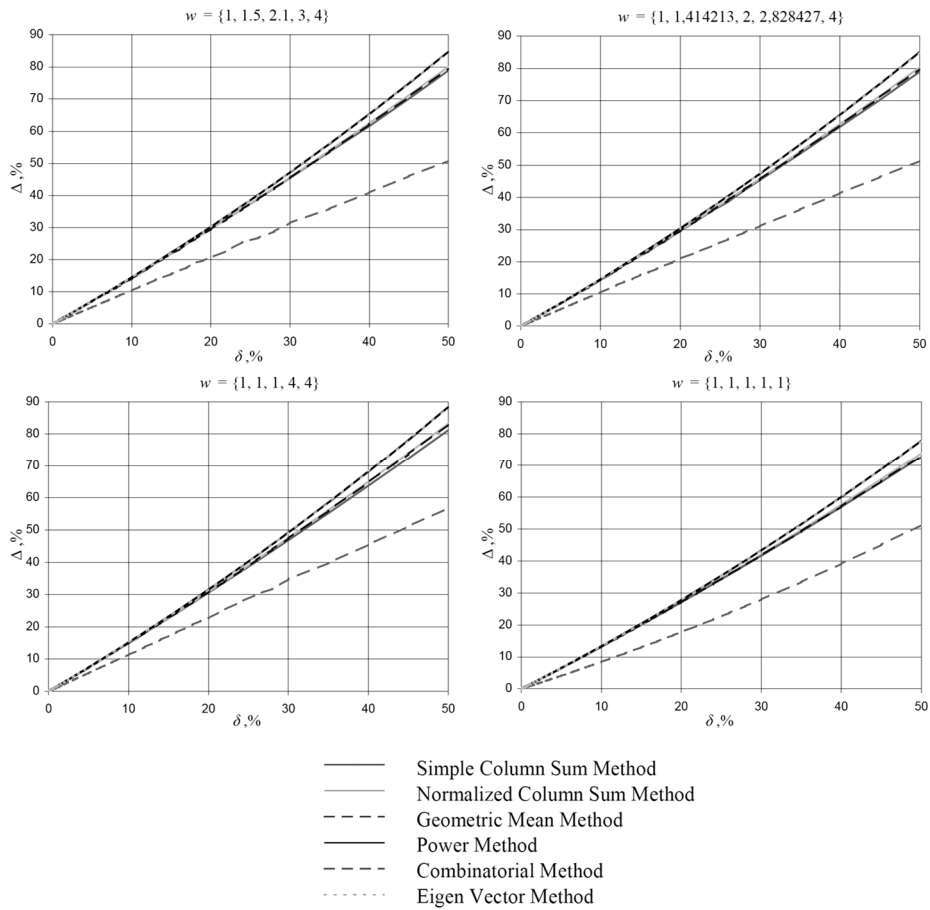 w = {1, 1.5, 2.1, 3, 4}
w = {1, 1,414213, 2, 2,828427, 4}
90
80
70
60
50
40
30
20
10
0
Δ,%
0 10 20 30 40 50
δ,%
90
80
70
60
50
40
30
20
10
0
Δ,%
0 10 20 30 40 50
δ,%
w = {1, 1, 1, 4, 4}
w = {1, 1, 1, 1, 1}
90
80
70
60
50
40
30
20
10
0
Δ,%
0 10 20 30 40 50
δ,%
90
80
70
60
50
40
30
20
10
0
Δ,%
0 10 20 30 40 50
δ,%
Simple Column Sum Method
Normalized Column Sum Method
Geometric Mean Method
Power Method
Combinatorial Method
Eigen Vector Method